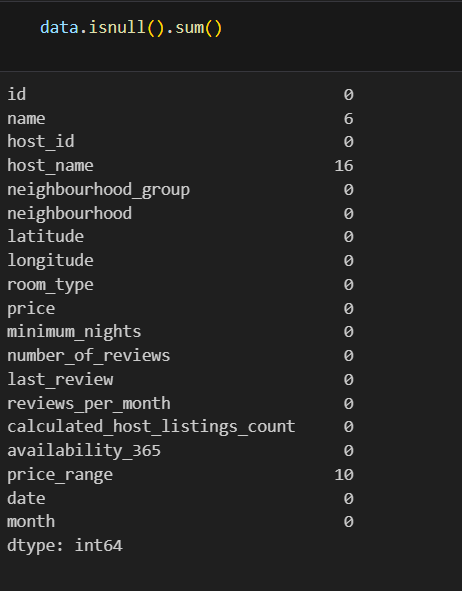 data.isnull().sum()
id 0
name 6
host_id 0
host_name 16
neighbourhood_group 0
neighbourhood 0
latitude 0
longitude 0
room_type 0
price 0
minimum_nights 0
number_of_reviews 0
last_review 0
reviews_per_month 0
calculated_host_listings_count 0
availability_365 0
price_range 10
date 0
month 0
dtype: int64